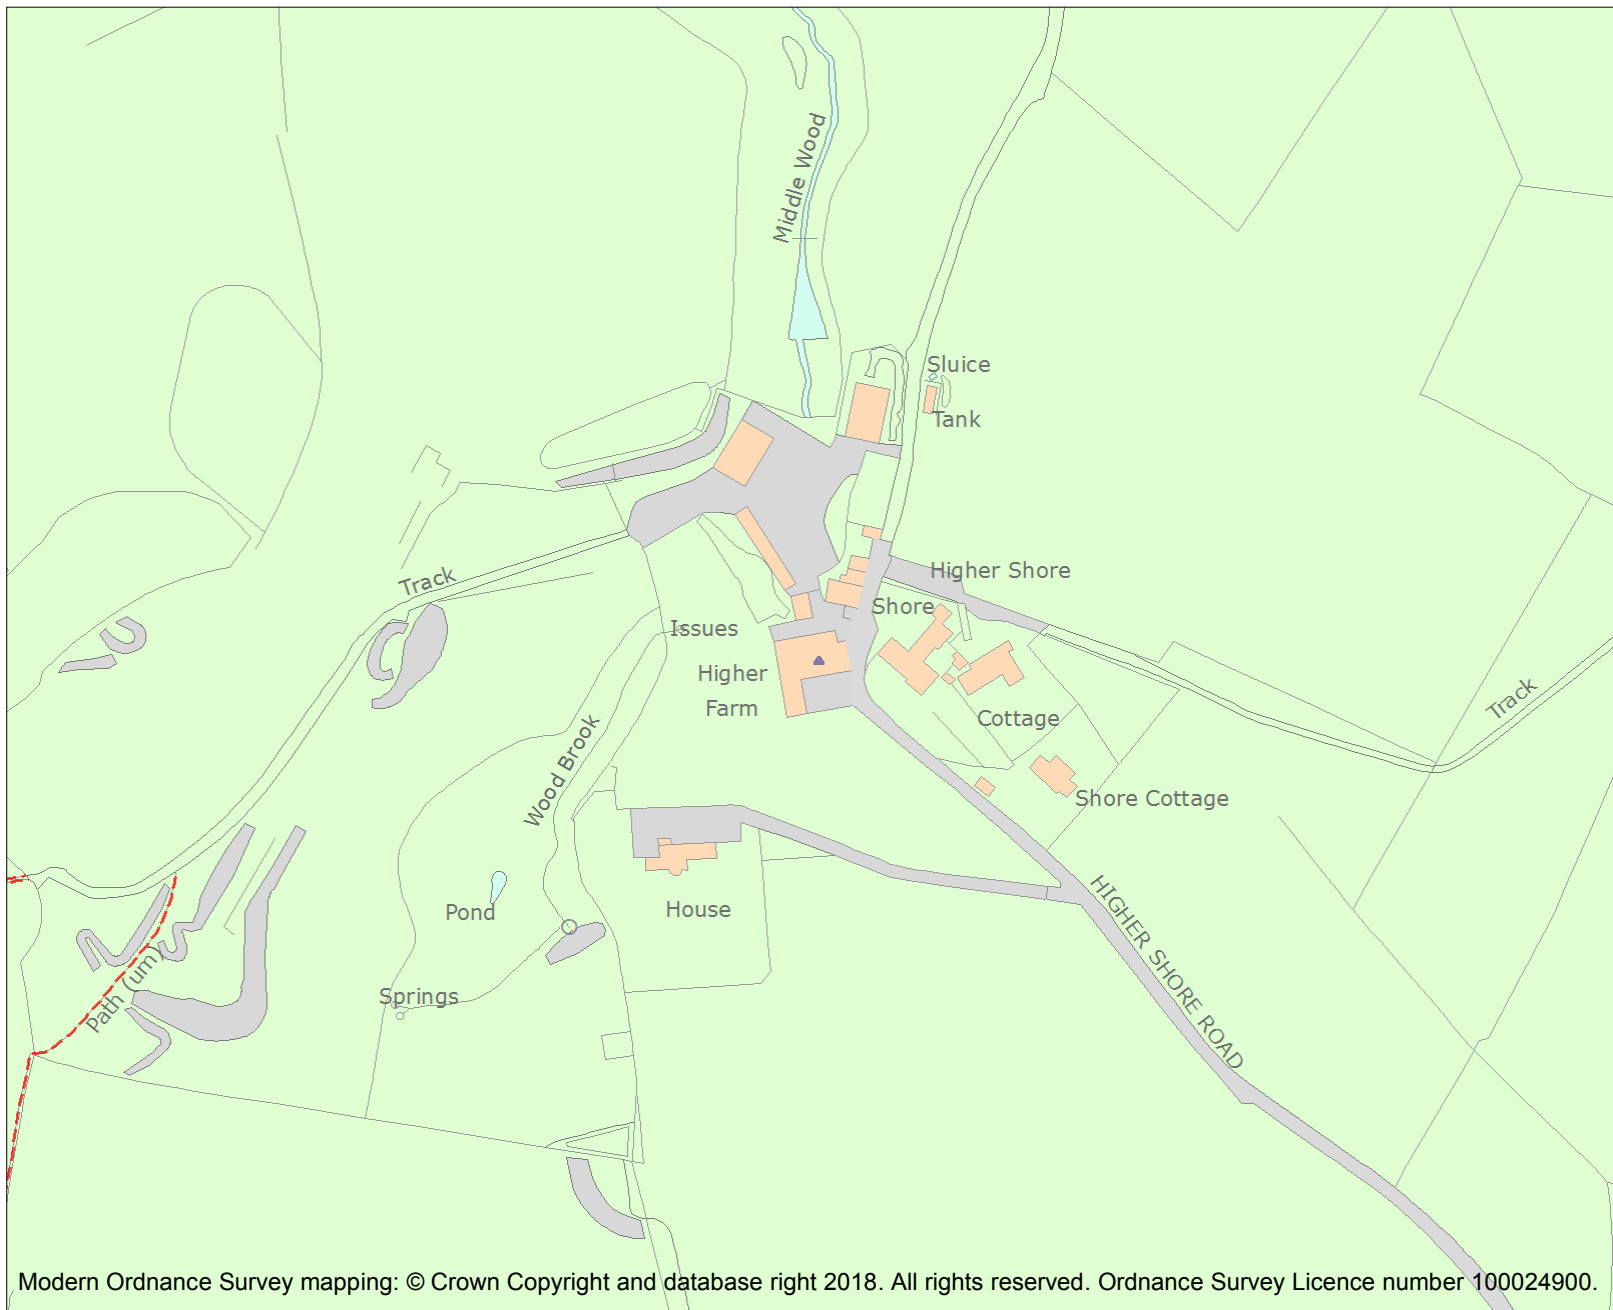 Middle Wood
Sluice
Tank
Track
Higher Shore
Shore
Issues
Higher
Farm
Track
Cottage
Wood Brook
Shore Cottage
Pond
House
HIGHER SHORE ROAD
Path (um)
Springs
Modern Ordnance Survey mapping: © Crown Copyright and database right 2018. All rights reserved. Ordnance Survey Licence number 100024900.